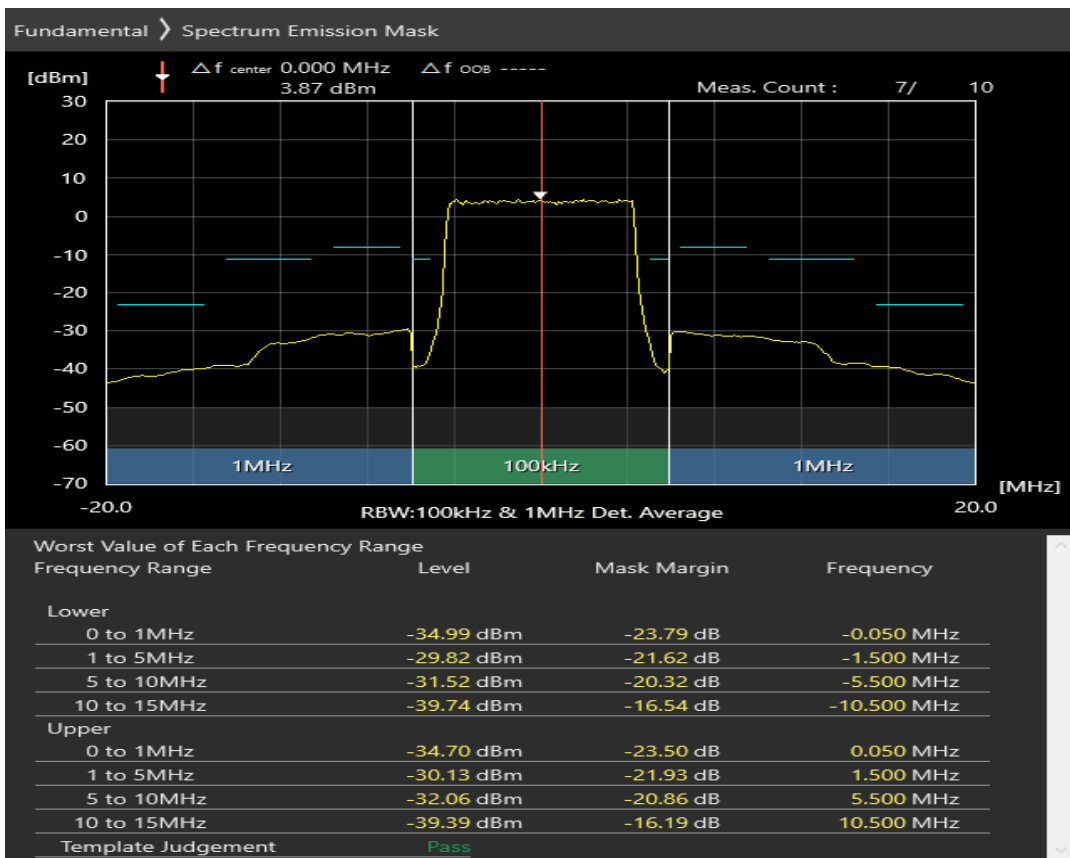 Fundamental ❯ Spectrum Emission Mask
[dBm] △f center 0.000 MHz △f OOB -----
3.87 dBm Meas. Count : 7/ 10
30
20
10
0
-10
-20
-30
-40
-50
-60
-70
1MHz 100kHz 1MHz
[MHz]
-20.0 RBW:100kHz & 1MHz Det. Average 20.0
Worst Value of Each Frequency Range
Frequency Range Level Mask Margin Frequency
Lower
0 to 1MHz -34.99 dBm -23.79 dB -0.050 MHz
1 to 5MHz -29.82 dBm -21.62 dB -1.500 MHz
5 to 10MHz -31.52 dBm -20.32 dB -5.500 MHz
10 to 15MHz -39.74 dBm -16.54 dB -10.500 MHz
Upper
0 to 1MHz -34.70 dBm -23.50 dB 0.050 MHz
1 to 5MHz -30.13 dBm -21.93 dB 1.500 MHz
5 to 10MHz -32.06 dBm -20.86 dB 5.500 MHz
10 to 15MHz -39.39 dBm -16.19 dB 10.500 MHz
Template Judgement Pass